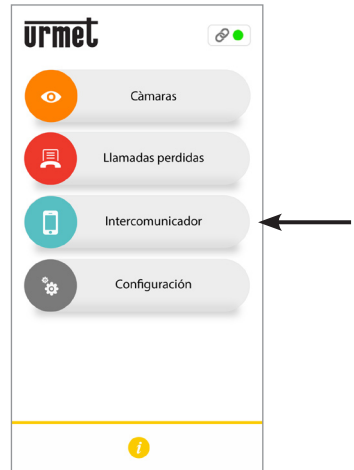 urmet
Càmaras
Llamadas perdidas
Intercomunicador
Configuración
i